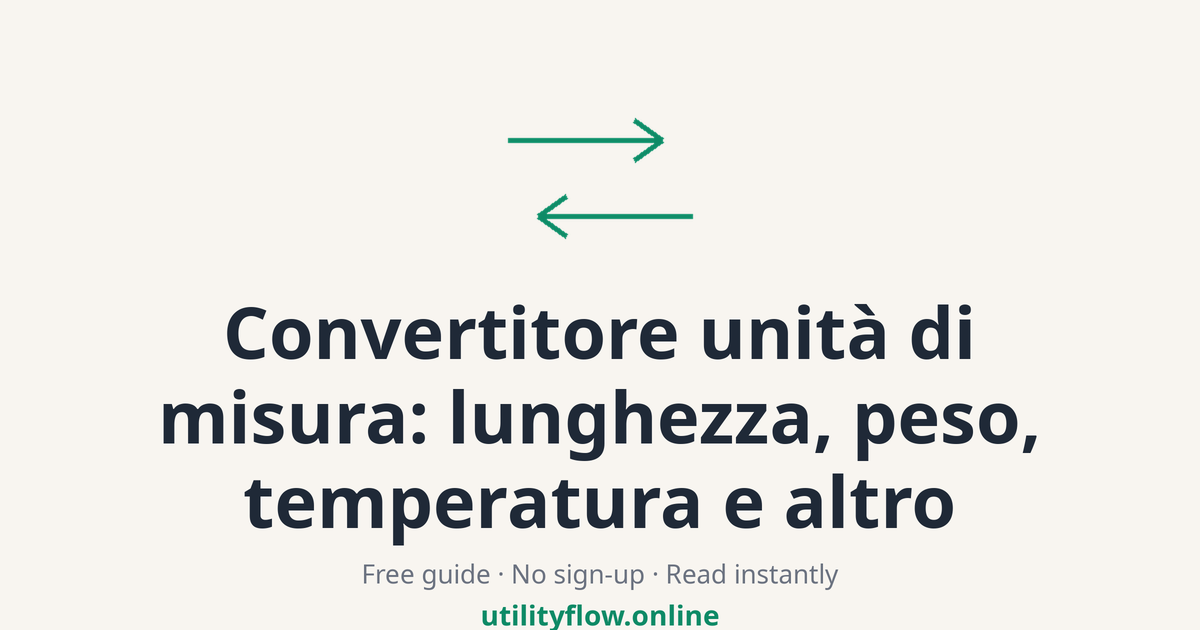 Convertitore unità di
misura: lunghezza, peso,
temperatura e altro
Free guide · No sign-up · Read instantly
utilityflow.online